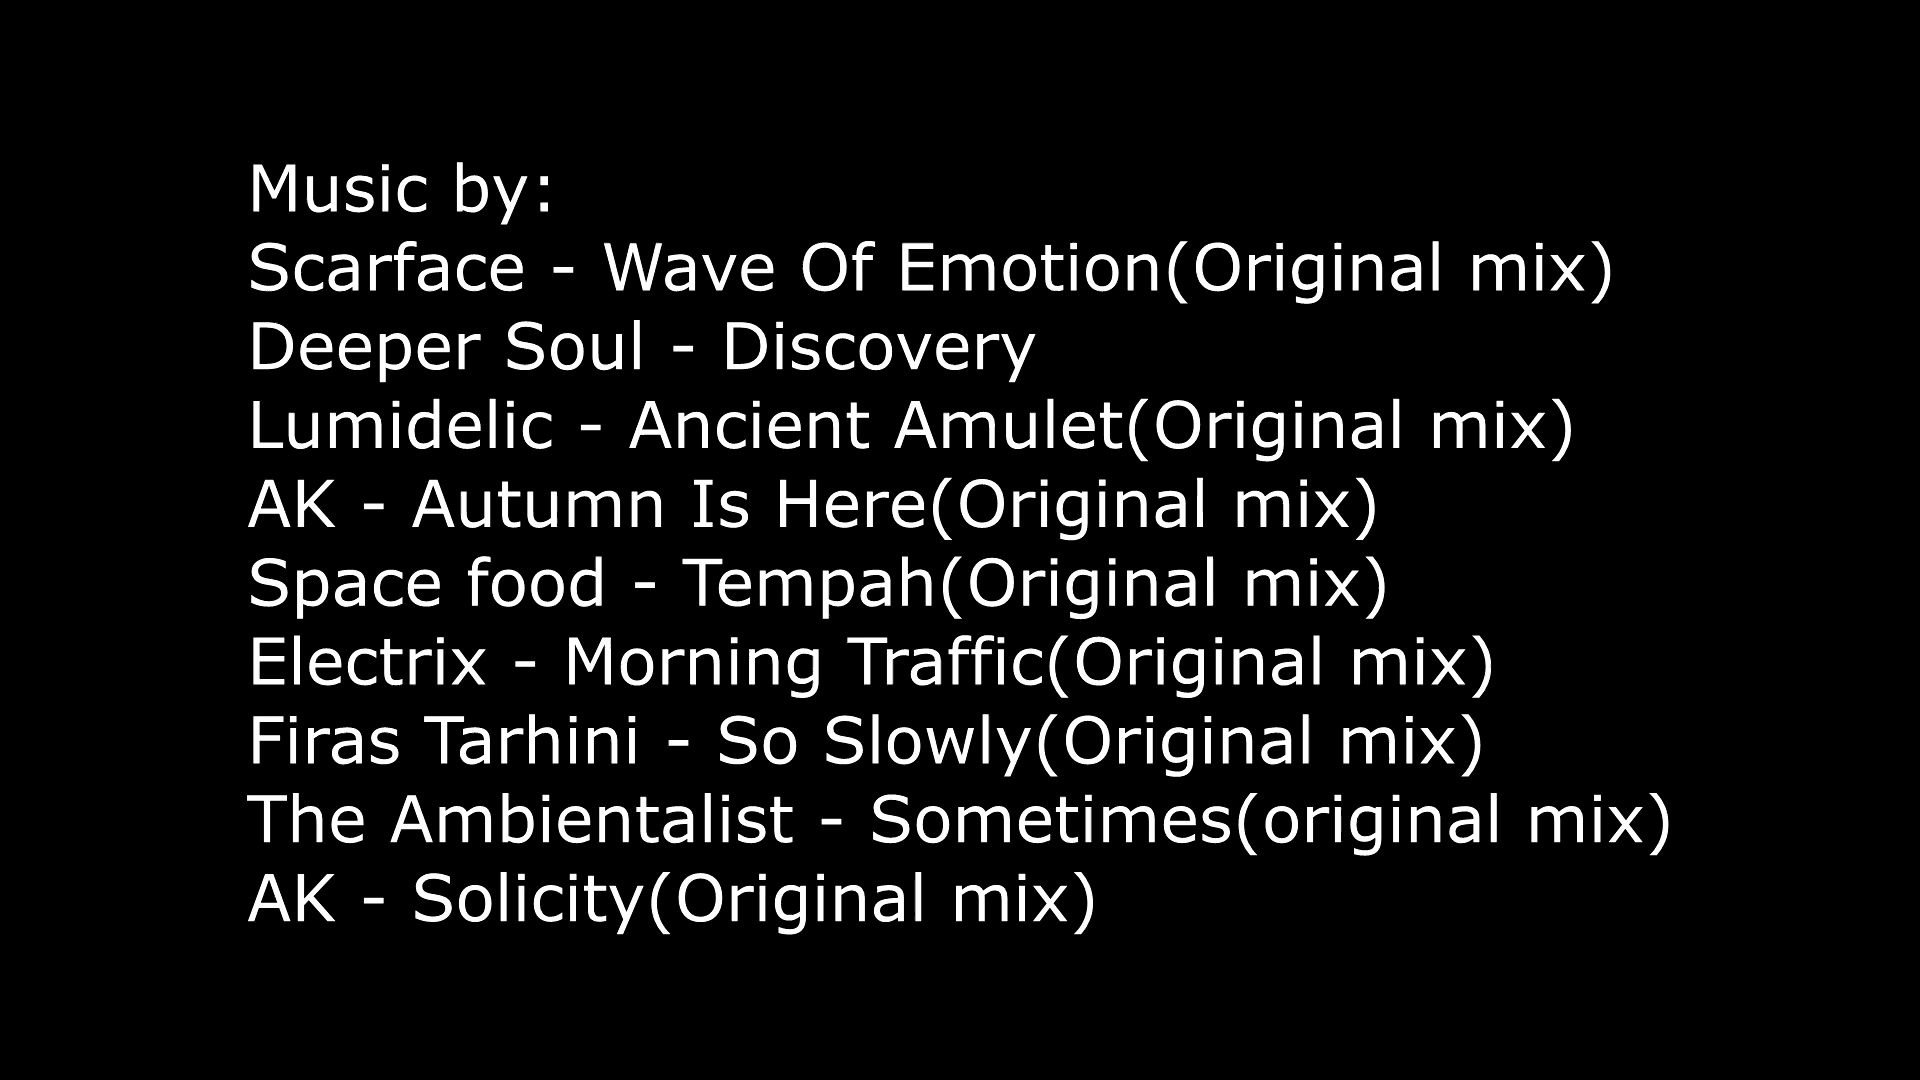 Music by:
Scarface - Wave Of Emotion(Original mix)
Deeper Soul - Discovery
Lumidelic - Ancient Amulet(Original mix)
AK - Autumn Is Here(Original mix)
Space food - Tempah(Original mix)
Electrix - Morning Traffic(Original mix)
Firas Tarhini - So Slowly(Original mix)
The Ambientalist - Sometimes(original mix)
AK - Solicity(Original mix)